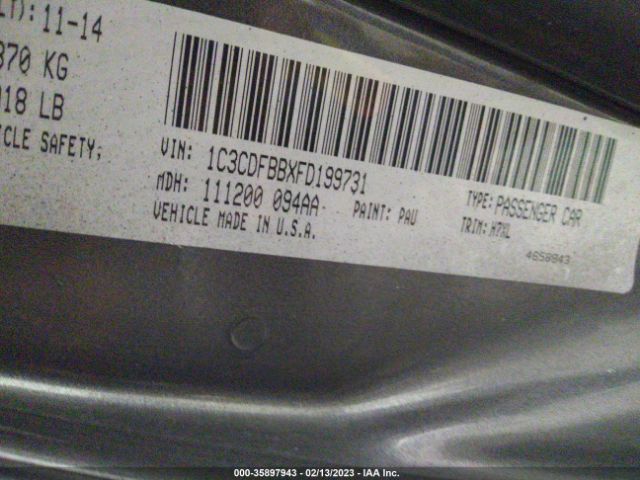 T): 11-14
870 KG
018 LB
ICLE SAFETY,
VIN: 1C3CDFBBXFD199731
MDH: 111200 094AA
PAINT: PAU
VEHICLE MADE IN U.S.A.
TYPE: PASSENGER CAR
TRIM: H7XL
4658943
000-35897943 - 02/13/2023 - IAA Inc.